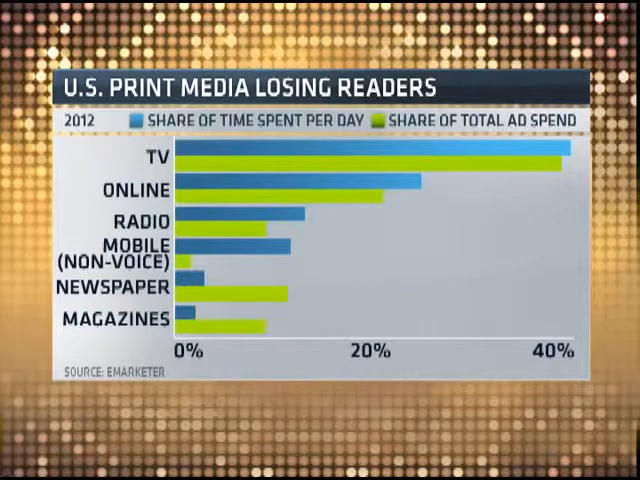 U.S. PRINT MEDIA LOSING READERS
2012 SHARE OF TIME SPENT PER DAY SHARE OF TOTAL AD SPEND
TV
ONLINE
RADIO
MOBILE
(NON-VOICE)
NEWSPAPER
MAGAZINES
0% 20% 40%
SOURCE: EMARKETER